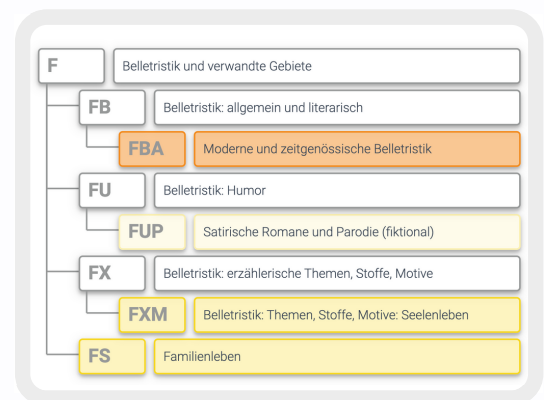 F Belletristik und verwandte Gebiete
FB Belletristik: allgemein und literarisch
FBA Moderne und zeitgenössische Belletristik
FU Belletristik: Humor
FUP Satirische Romane und Parodie (fiktional)
FX Belletristik: erzählerische Themen, Stoffe, Motive
FXM Belletristik: Themen, Stoffe, Motive: Seelenleben
FS Familienleben